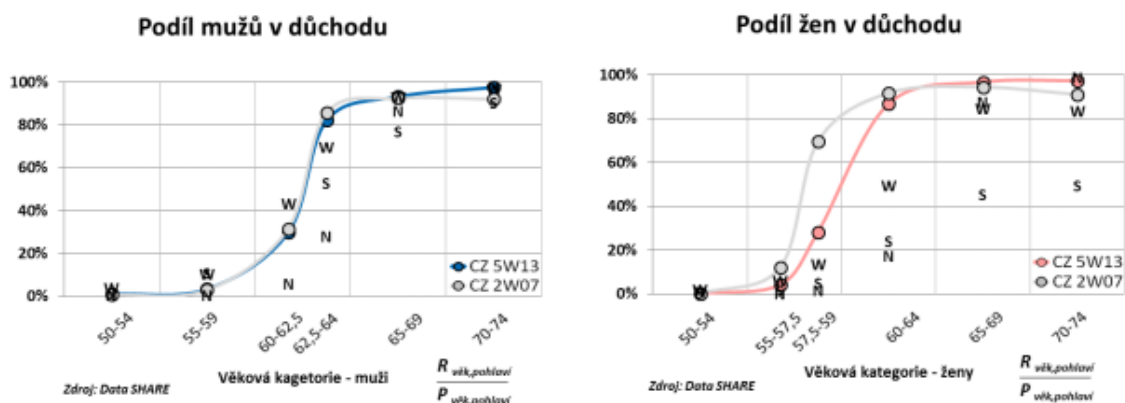 Podíl mužů v důchodu
100%
80%
60%
40%
20%
0%
W
N
W
N
W
N
W
S
N
W
N
S
W
S
CZ 5W13
CZ 2W07
50-54
55-59
60-62,5
62,5-64
65-69
70-74
Věková kagetorie - muži
Zdroj: Data SHARE
R věk,pohlaví
P věk,pohlaví
Podíl žen v důchodu
100%
80%
60%
40%
20%
0%
W
W
N
W
S
N
W
S
N
N
W
S
N
W
S
CZ 5W13
CZ 2W07
50-54
55-57,5
57,5-59
60-64
65-69
70-74
Věková kategorie - ženy
Zdroj: Data SHARE
R věk,pohlaví
P věk,pohlaví